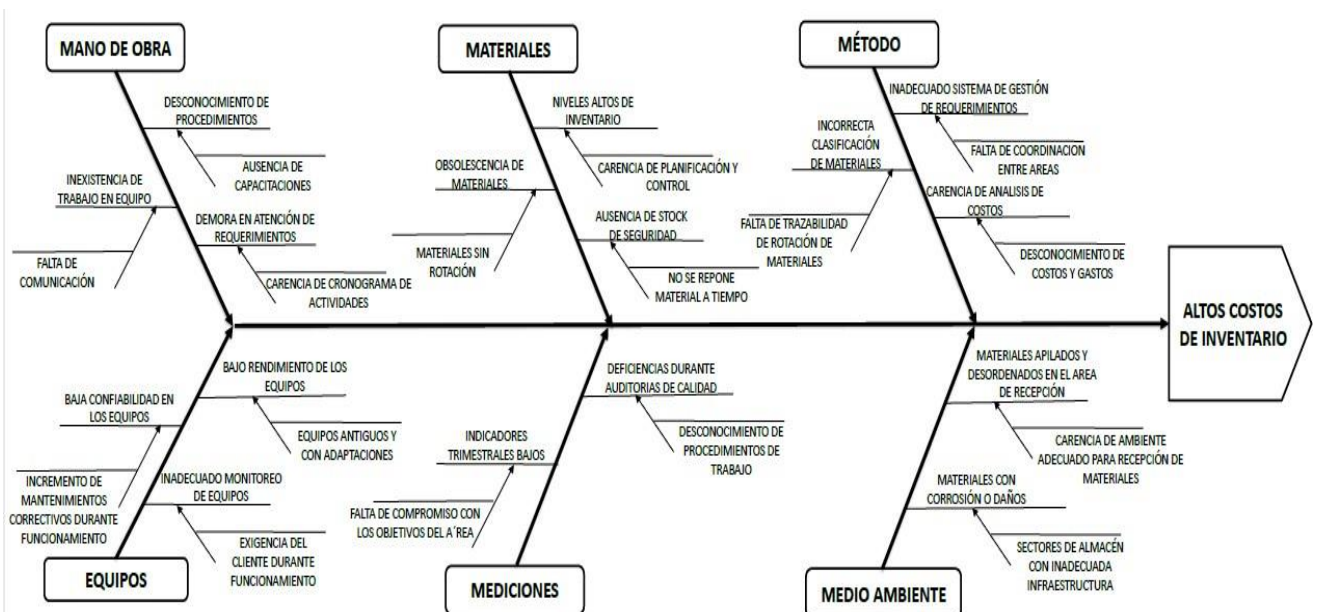 MANO DE OBRA
DESCONOCIMIENTO DE
PROCEDIMIENTOS
AUSENCIA DE
CAPACITACIONES
INEXISTENCIA DE
TRABAJO EN EQUIPO
FALTA DE
COMUNICACIÓN
DEMORA EN ATENCIÓN DE
REQUERIMIENTOS
CARENCIA DE CRONOGRAMA DE
ACTIVIDADES
MATERIALES
NIVELES ALTOS DE
INVENTARIO
CARENCIA DE PLANIFICACIÓN Y
CONTROL
OBSOLESCENCIA DE
MATERIALES
MATERIALES SIN
ROTACIÓN
AUSENCIA DE STOCK
DE SEGURIDAD
NO SE REPONE
MATERIAL A TIEMPO
MÉTODO
INADECUADO SISTEMA DE GESTIÓN
DE REQUERIMIENTOS
FALTA DE COORDINACION
ENTRE AREAS
INCORRECTA
CLASIFICACIÓN
DE MATERIALES
FALTA DE TRAZABILIDAD
DE ROTACIÓN DE
MATERIALES
CARENCIA DE ANALISIS DE
COSTOS
DESCONOCIMIENTO DE
COSTOS Y GASTOS
ALTOS COSTOS
DE INVENTARIO
BAJO RENDIMIENTO DE LOS
EQUIPOS
EQUIPOS ANTIGUOS Y
CON ADAPTACIONES
BAJA CONFIABILIDAD EN
LOS EQUIPOS
INCREMENTO DE
MANTENIMIENTOS
CORRECTIVOS DURANTE
FUNCIONAMIENTO
INADECUADO MONITOREO
DE EQUIPOS
EXIGENCIA DEL
CLIENTE DURANTE
FUNCIONAMIENTO
EQUIPOS
DEFICIENCIAS DURANTE
AUDITORIAS DE CALIDAD
DESCONOCIMIENTO DE
PROCEDIMIENTOS DE
TRABAJO
INDICADORES
TRIMESTRALES BAJOS
FALTA DE COMPROMISO CON
LOS OBJETIVOS DEL A´REA
MEDICIONES
MATERIALES APILADOS Y
DESORDENADOS EN EL AREA
DE RECEPCIÓN
CARENCIA DE AMBIENTE
ADECUADO PARA RECEPCIÓN DE
MATERIALES
MATERIALES CON
CORROSIÓN O DAÑOS
SECTORES DE ALMACÉN
CON INADECUADA
INFRAESTRUCTURA
MEDIO AMBIENTE